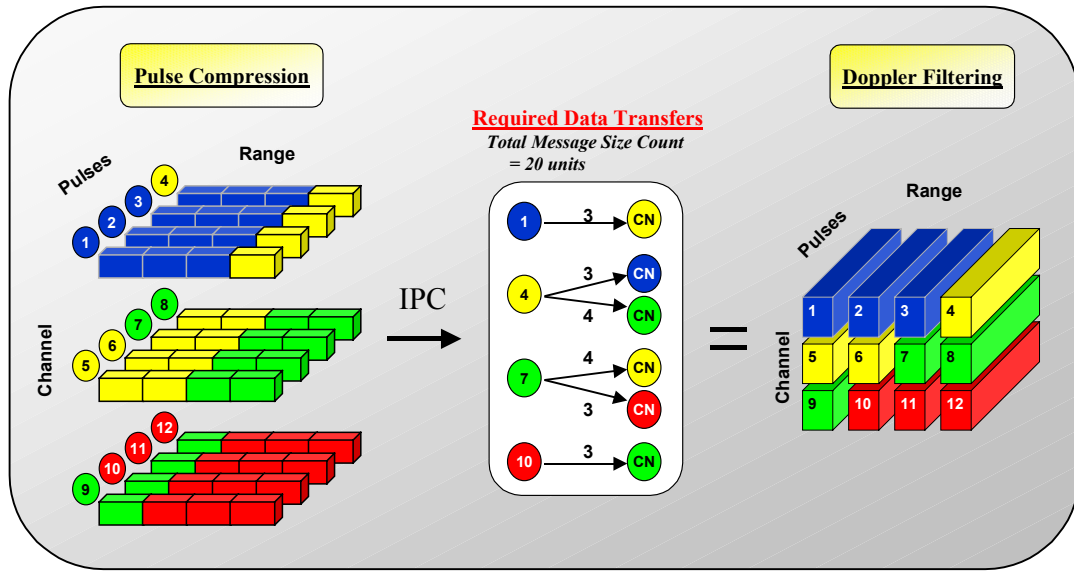 Pulse Compression
Doppler Filtering
Required Data Transfers
Total Message Size Count
= 20 units
Pulses
Range
4
3
2
1
8
7
6
5
Channel
12
11
10
9
IPC
1
3
CN
4
3
CN
4
CN
7
4
CN
3
CN
10
3
CN
=
Range
Pulses
Channel
1
2
3
4
5
6
7
8
9
10
11
12